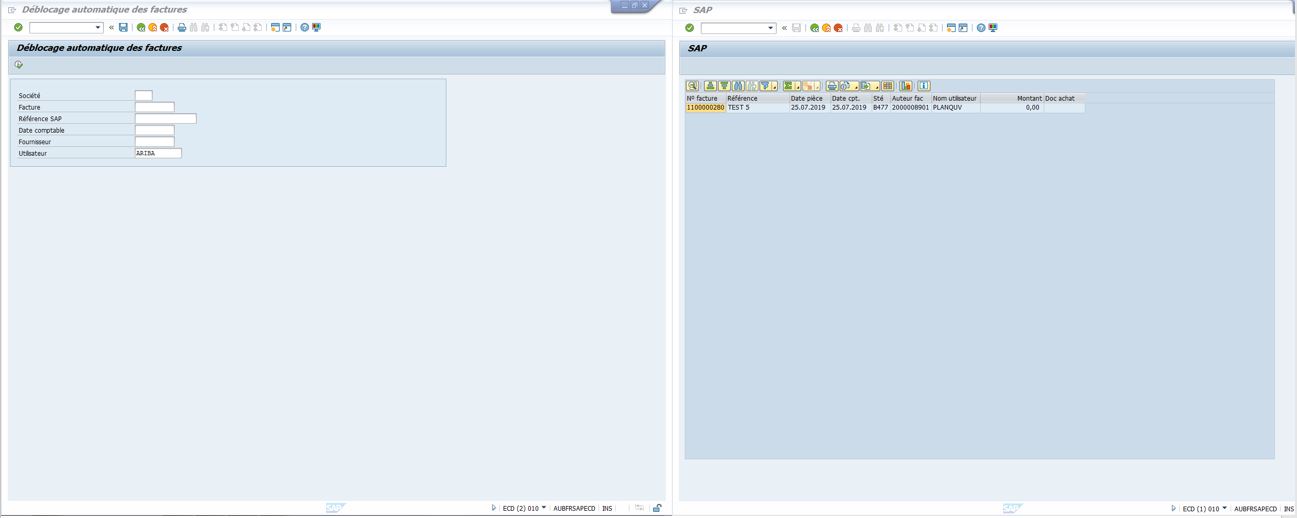 Déblocage automatique des factures
Déblocage automatique des factures
Société
Facture
Référence SAP
Date comptable
Fournisseur
Utilisateur ARIBA
SAP
ECD (2) 010 AUBFRSAPECD INS
SAP
SAP
Nº facture Référence Date pièce Date cpt. Sté Auteur fac Nom utilisateur Montant Doc achat
1100000280 TEST 5 25.07.2019 25.07.2019 B477 2000008901 PLANQUV 0,00
SAP
ECD (1) 010 AUBFRSAPECD INS